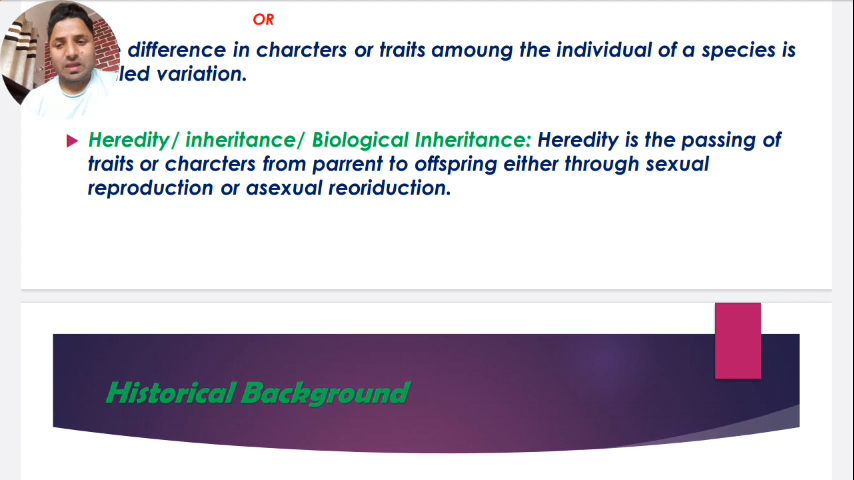 OR
difference in charcters or traits amoung the individual of a species is
led variation.
Heredity/ inheritance/ Biological Inheritance: Heredity is the passing of
traits or charcters from parrent to offspring either through sexual
reproduction or asexual reoriduction.
Historical Background